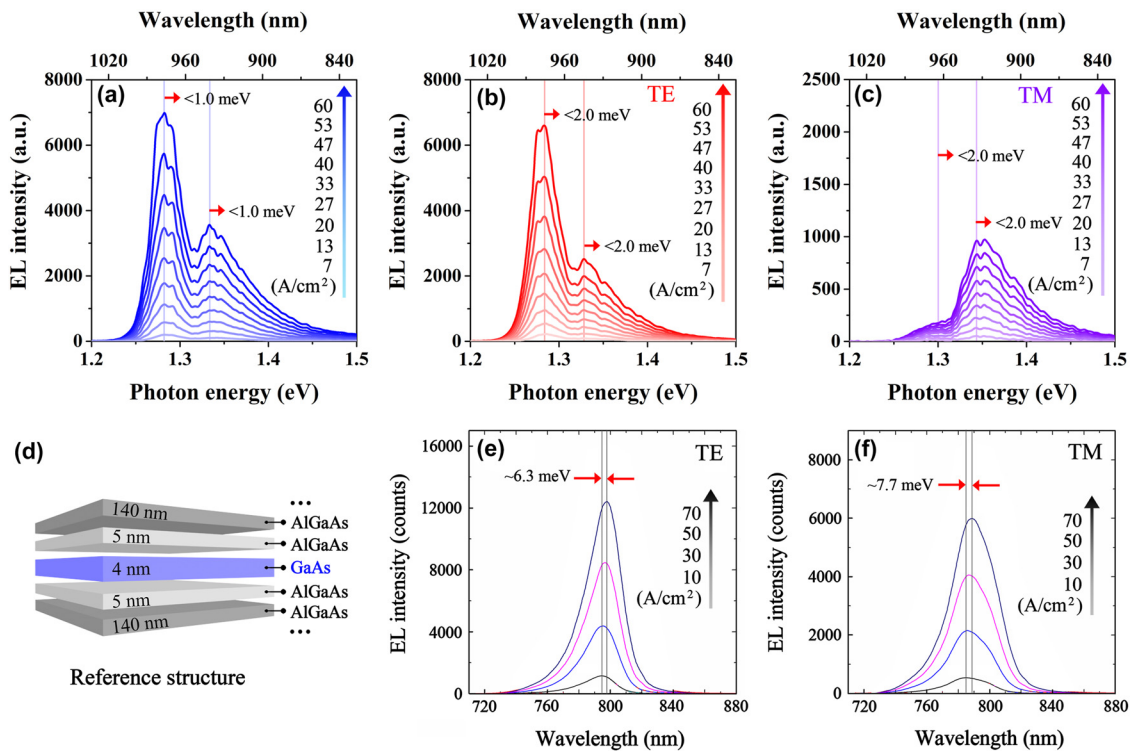 Wavelength (nm)
1020 960 900 840
(a)
<1.0 meV
<1.0 meV
60
53
47
40
33
27
20
13
7
(A/cm²)
EL intensity (a.u.)
8000
6000
4000
2000
0
1.2 1.3 1.4 1.5
Photon energy (eV)
Wavelength (nm)
1020 960 900 840
(b)
TE
<2.0 meV
<2.0 meV
60
53
47
40
33
27
20
13
7
(A/cm²)
EL intensity (a.u.)
8000
6000
4000
2000
0
1.2 1.3 1.4 1.5
Photon energy (eV)
Wavelength (nm)
1020 960 900 840
(c)
TM
<2.0 meV
<2.0 meV
60
53
47
40
33
27
20
13
7
(A/cm²)
EL intensity (a.u.)
2500
2000
1500
1000
500
250
0
1.2 1.3 1.4 1.5
Photon energy (eV)
(d)
140 nm
5 nm
4 nm
5 nm
140 nm
•••
AlGaAs
AlGaAs
GaAs
AlGaAs
AlGaAs
•••
Reference structure
(e)
TE
~6.3 meV
70
50
30
10
(A/cm²)
EL intensity (counts)
16000
12000
8000
4000
0
720 760 800 840 880
Wavelength (nm)
(f)
TM
~7.7 meV
70
50
30
10
(A/cm²)
EL intensity (counts)
8000
6000
4000
2000
0
720 760 800 840 880
Wavelength (nm)